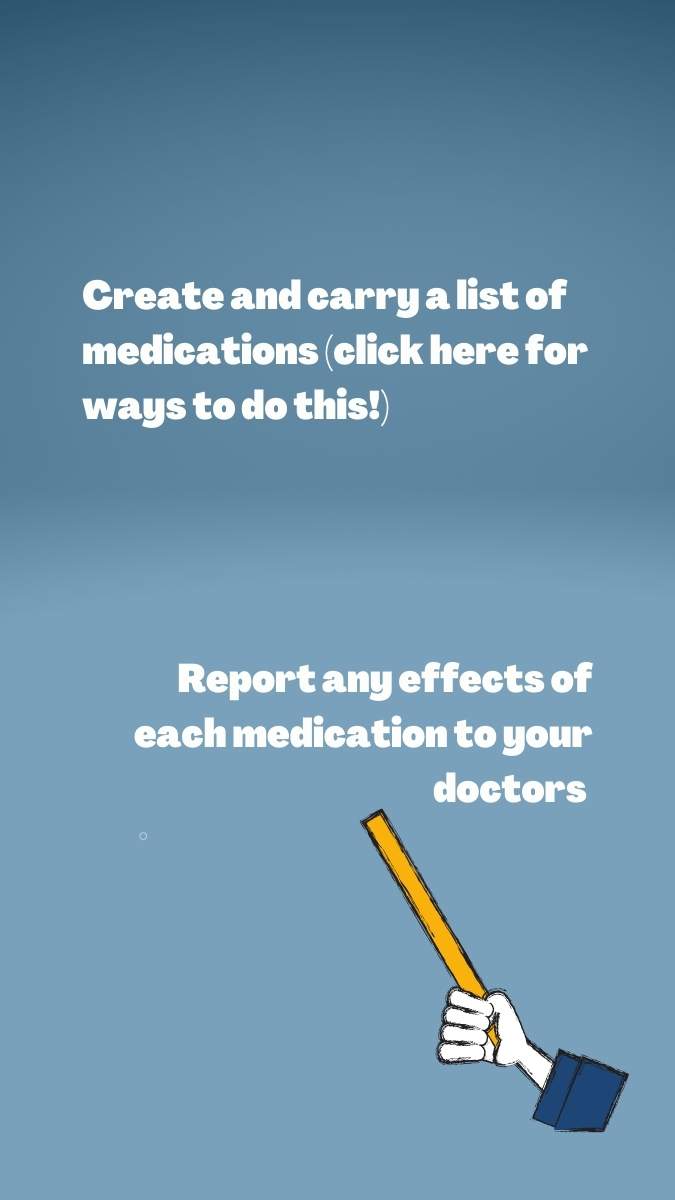 Create and carry a list of
medications (click here for
ways to do this!)
Report any effects of
each medication to your
doctors